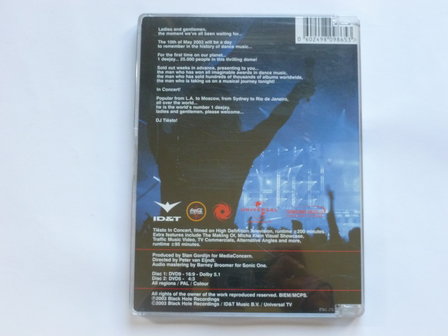 Ladies and gentlemen,
the moment we've all been waiting for...
The 10th of May 2003 will be a day
to remember in the history of dance music...
For the first time on our planet...
1 deejay... 25.000 people in this thrilling dome!
Sold out weeks in advance, presenting to you...
the man who has won all imaginable awards in dance music,
the man who has sold hundreds of thousands of albums worldwide,
the man who is taking us on a musical journey tonight!
In Concert!
Popular from L.A. to Moscow, from Sydney to Rio de Janeiro,
all over the world...
he is the world's number 1 deejay.
ladies and gentlemen, please welcome...
DJ Tiësto!
ID&T
UNIVERSAL
Tiësto In Concert, filmed on High Definition Television, runtime ±200 minutes
Extra features include The Making Of, Micha Klein Visual Showcase,
Traffic Music Video, TV Commercials, Alternative Angles and more.
runtime ±95 minutes.
Produced by Stan Gordijn for MediaConcern.
Directed by Peter van Eijndt.
Audio mastering by Barney Broomer for Sonic One.
Disc 1: DVD9 - 16:9 - Dolby 5.1
Disc 2: DVD5 - 4:3
All regions / PAL / Colour
All rights of the owner of the work reproduced reserved. BIEM/MCPS.
Ⓟ2003 Black Hole Recordings
©2003 Black Hole Recordings / ID&T Music B.V. / Universal TV